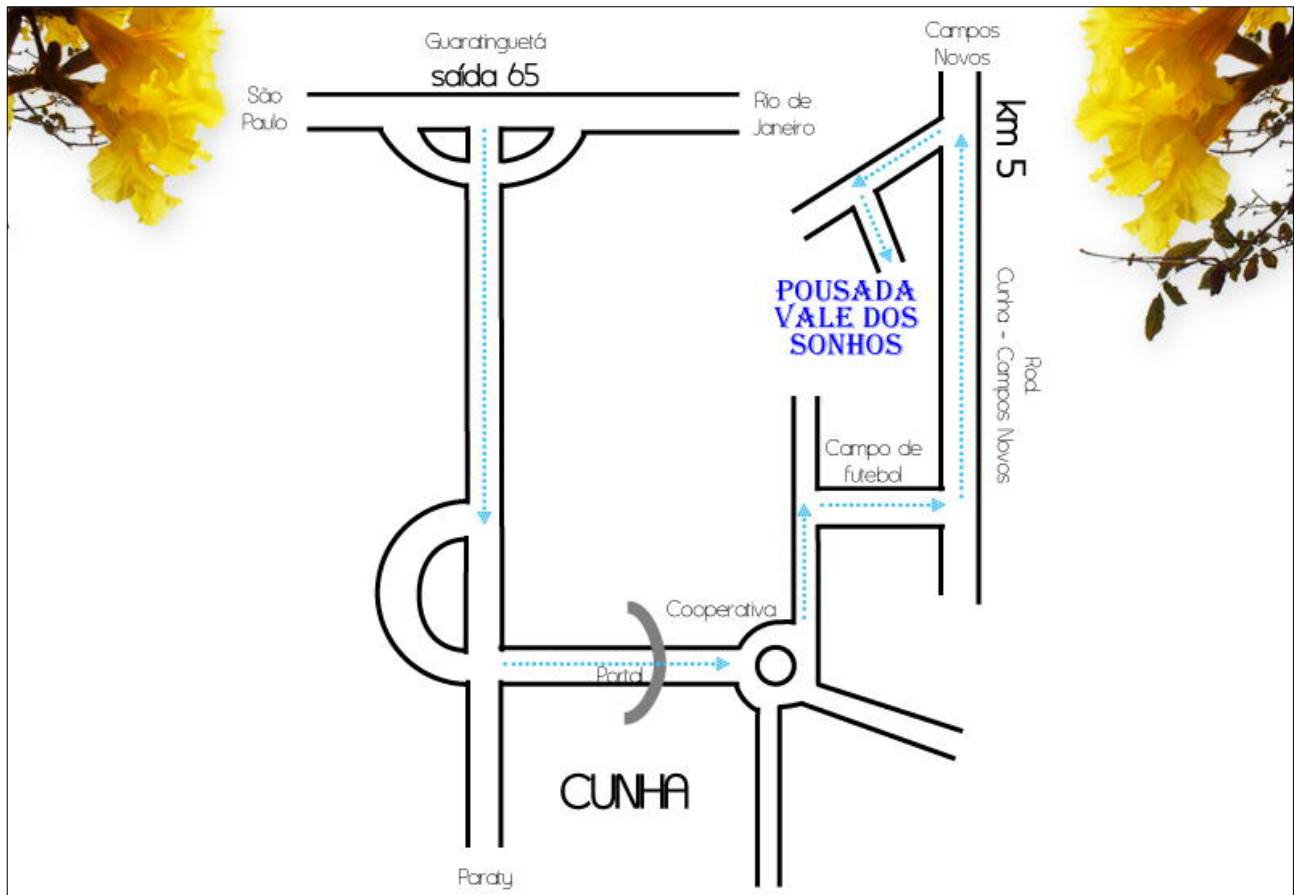 Guaratinguetá
saída 65
São
Paulo
Rio de
Janeiro
Campos
Novos
km 5
POUSADA
VALE DOS
SONHOS
Rod.
Cunha - Campos Novos
Campo de
futebol
Cooperativa
Portal
CUNHA
Paraty